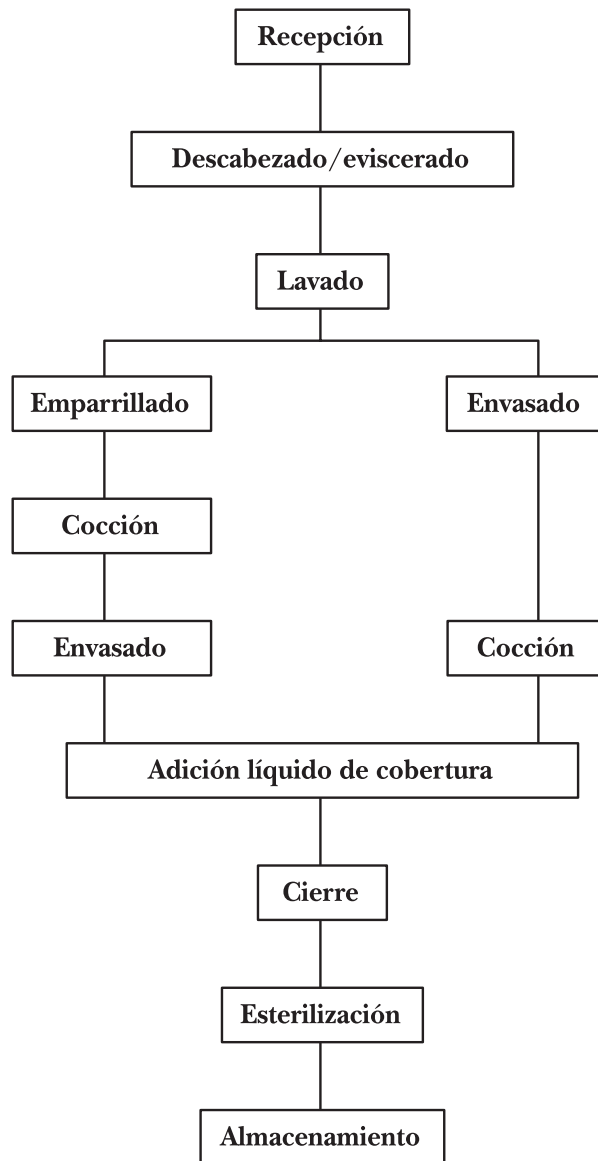 Recepción
Descabezado/eviscerado
Lavado
Emparrillado
Envasado
Cocción
Envasado
Cocción
Adición líquido de cobertura
Cierre
Esterilización
Almacenamiento